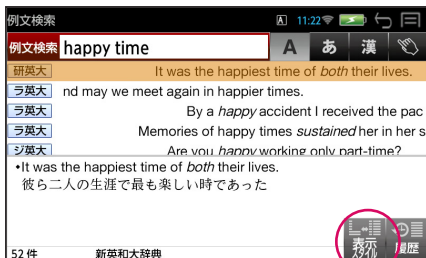 例文検索 A 11:22
例文検索 happy time A あ 漢
研英大 It was the happiest time of both their lives.
ラ英大 nd may we meet again in happier times.
ラ英大 By a happy accident I received the pac
ラ英大 Memories of happy times sustained her in her s
ジ英大 Are you happy working only part-time?
•It was the happiest time of both their lives.
彼ら二人の生涯で最も楽しい時であった
表示 履歴
スタイル
52 件 新英和大辞典